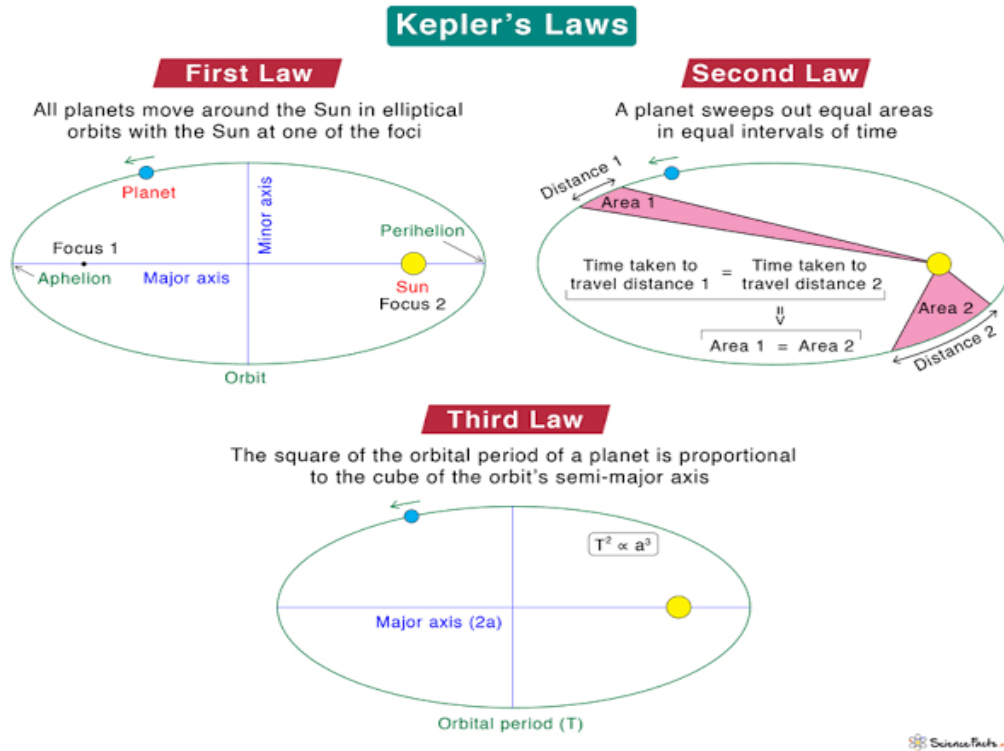 Kepler's Laws
First Law
All planets move around the Sun in elliptical
orbits with the Sun at one of the foci
Planet
Minor axis
Perihelion
Focus 1
Aphelion
Major axis
Sun
Focus 2
Orbit
Second Law
A planet sweeps out equal areas
in equal intervals of time
Distance 1
Area 1
Time taken to
travel distance 1
=
Time taken to
travel distance 2
⇒
Area 1 = Area 2
Area 2
Distance 2
Third Law
The square of the orbital period of a planet is proportional
to the cube of the orbit's semi-major axis
T² ∝ a³
Major axis (2a)
Orbital period (T)
Science Facts